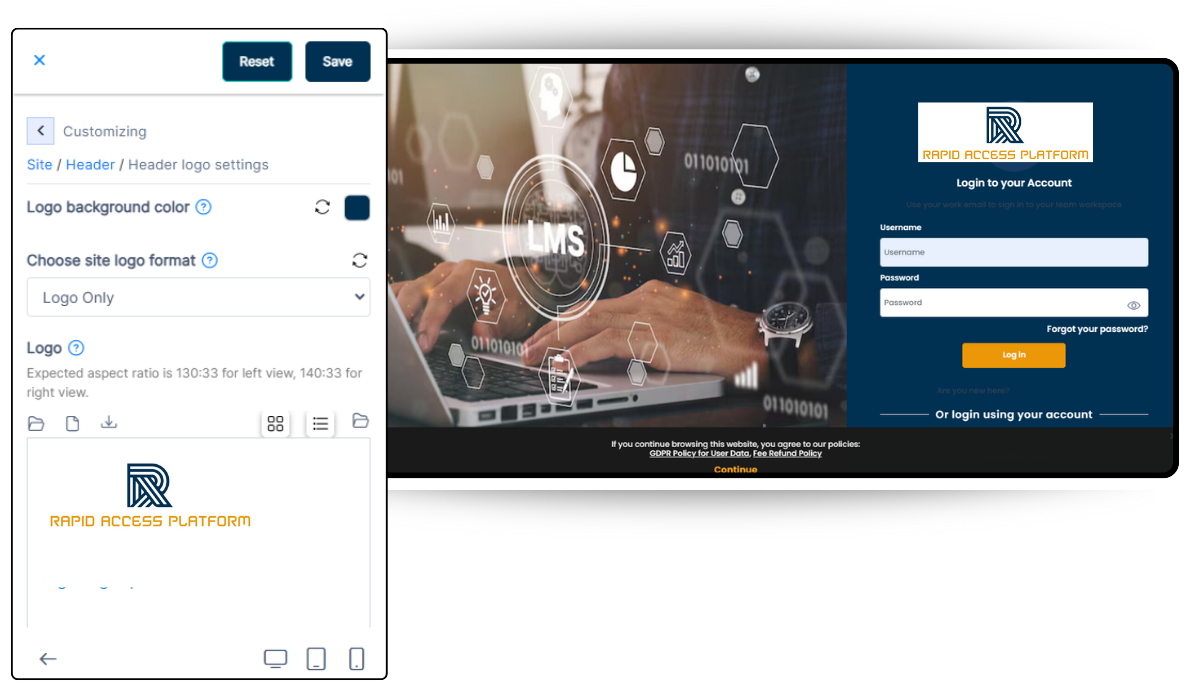 Reset
Save
Customizing
Site / Header / Header logo settings
Logo background color
Choose site logo format
Logo Only
Logo
Expected aspect ratio is 130:33 for left view, 140:33 for
right view.
RAPID ACCESS PLATFORM
LMS
011010101
01101010
011010101
101
RAPID ACCESS PLATFORM
Login to your Account
Use your work email to sign in to your team workspace
Username
Username
Password
Password
Forgot your password?
Log in
Are you new here?
Or login using your account
If you continue browsing this website, you agree to our policies:
GDPR Policy for User Data, Fee Refund Policy
Continue